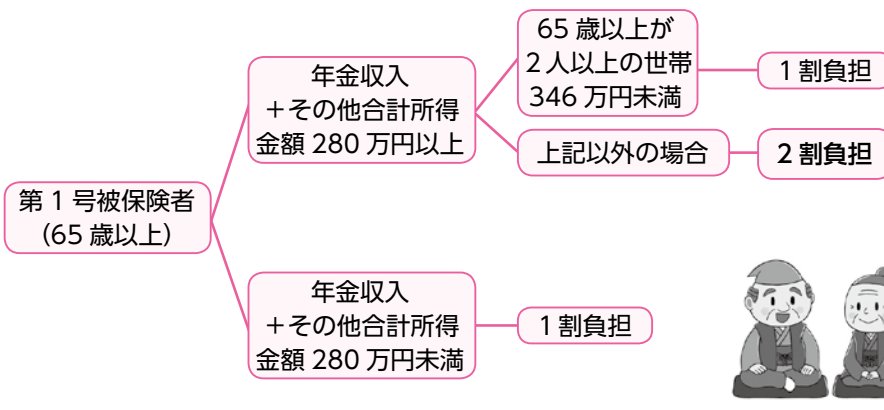 第 1 号被保険者
（65 歳以上）
年金収入
＋その他合計所得
金額 280 万円以上
65 歳以上が
2 人以上の世帯
346 万円未満
1 割負担
上記以外の場合
2 割負担
年金収入
＋その他合計所得
金額 280 万円未満
1 割負担